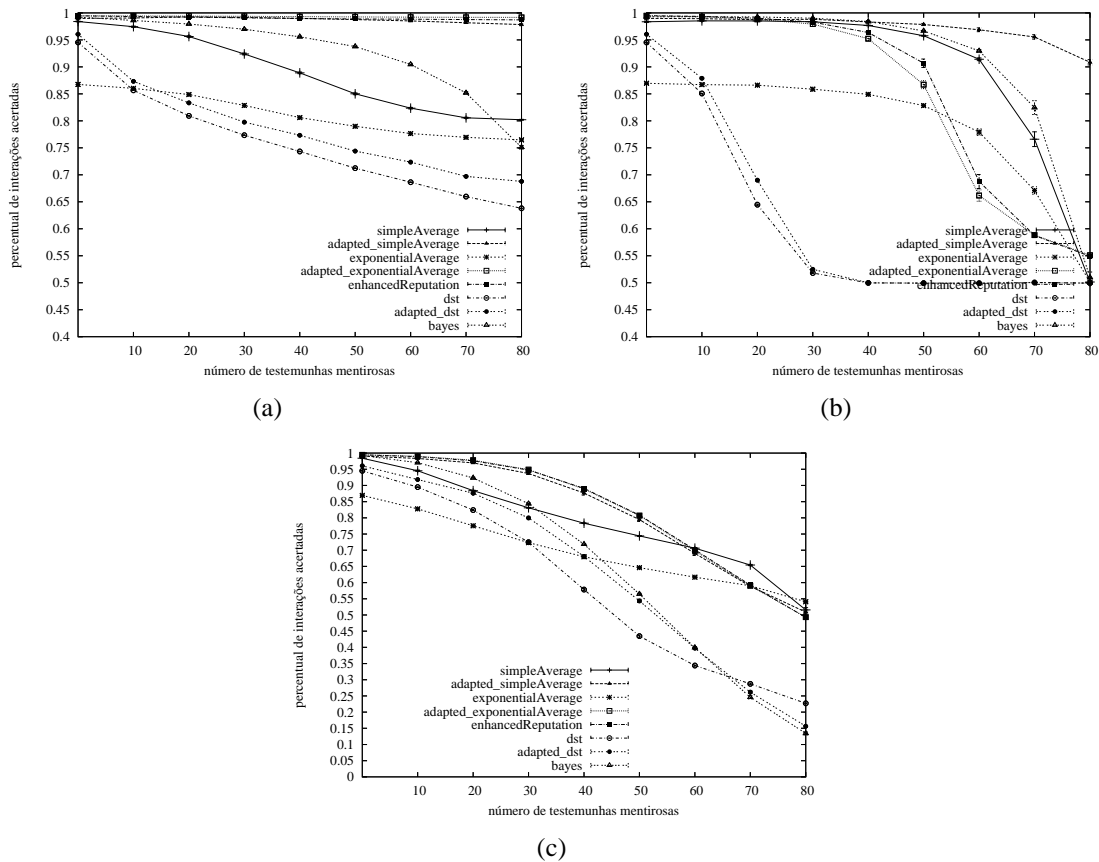 1
0.95
0.9
0.85
0.8
0.75
0.7
0.65
0.6
0.55
0.5
0.45
0.4
percentual de interações acertadas
simpleAverage
adapted_simpleAverage
exponentialAverage
adapted_exponentialAverage
enhancedReputation
dst
adapted_dst
bayes
10 20 30 40 50 60 70 80
número de testemunhas mentirosas
(a)
1
0.95
0.9
0.85
0.8
0.75
0.7
0.65
0.6
0.55
0.5
0.45
0.4
percentual de interações acertadas
simpleAverage
adapted_simpleAverage
exponentialAverage
adapted_exponentialAverage
enhancedReputation
dst
adapted_dst
bayes
10 20 30 40 50 60 70 80
número de testemunhas mentirosas
(b)
1
0.95
0.9
0.85
0.8
0.75
0.7
0.65
0.6
0.55
0.5
0.45
0.4
0.35
0.3
0.25
0.2
0.15
0.1
0.05
0
percentual de interações acertadas
simpleAverage
adapted_simpleAverage
exponentialAverage
adapted_exponentialAverage
enhancedReputation
dst
adapted_dst
bayes
10 20 30 40 50 60 70 80
número de testemunhas mentirosas
(c)